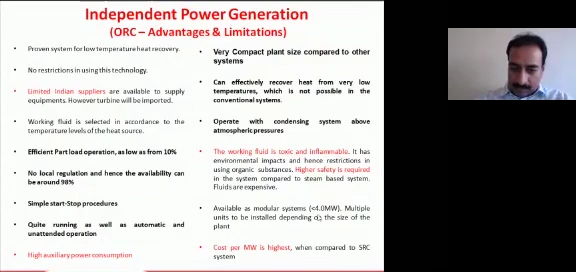 Independent Power Generation
(ORC – Advantages & Limitations)
• Proven system for low temperature heat recovery.
• No restrictions in using this technology.
• Limited Indian suppliers are available to supply
equipments. However turbine will be imported.
• Working fluid is selected in accordance to the
temperature levels of the heat source.
• Efficient Part load operation, as low as from 10%
• No local regulation and hence the availability can
be around 98%
• Simple start-Stop procedures
• Quite running as well as automatic and
unattended operation
• High auxiliary power consumption
• Very Compact plant size compared to other
systems
• Can effectively recover heat from very low
temperatures, which is not possible in the
conventional systems.
• Operate with condensing system above
atmospheric pressures
• The working fluid is toxic and inflammable. It has
environmental impacts and hence restrictions in
using organic substances. Higher safety is required
in the system compared to steam based system.
Fluids are expensive.
• Available as modular systems (<4.0MW). Multiple
units to be installed depending on the size of the
plant
• Cost per MW is highest, when compared to SRC
system